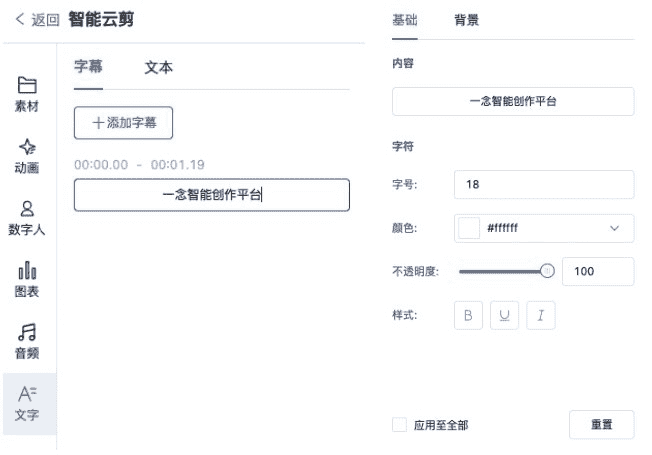 返回 智能云剪
素材
动画
数字人
图表
音频
文字
字幕 文本
+添加字幕
00:00.00 - 00:01.19
一念智能创作平台
基础 背景
内容
一念智能创作平台
字符
字号: 18
颜色: #ffffff
不透明度: 100
样式: B U I
应用至全部 重置